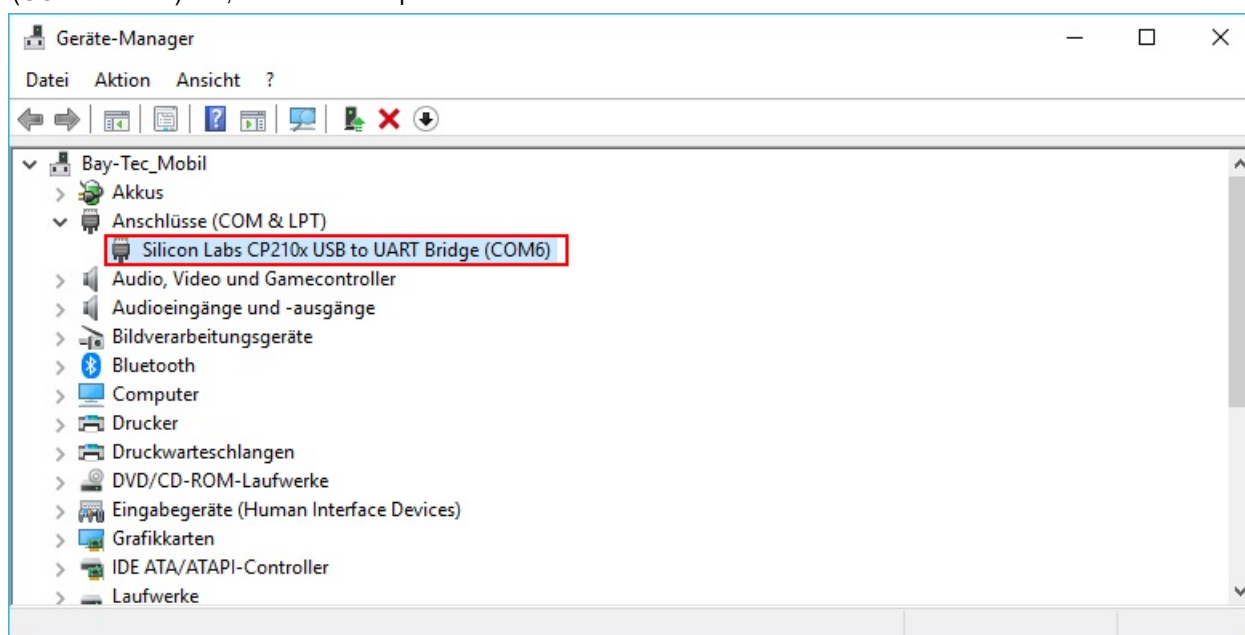 Geräte-Manager
Datei Aktion Ansicht ?
Bay-Tec_Mobil
Akkus
Anschlüsse (COM & LPT)
Silicon Labs CP210x USB to UART Bridge (COM6)
Audio, Video und Gamecontroller
Audioeingänge und -ausgänge
Bildverarbeitungsgeräte
Bluetooth
Computer
Drucker
Druckwarteschlangen
DVD/CD-ROM-Laufwerke
Eingabegeräte (Human Interface Devices)
Grafikkarten
IDE ATA/ATAPI-Controller
Laufwerke